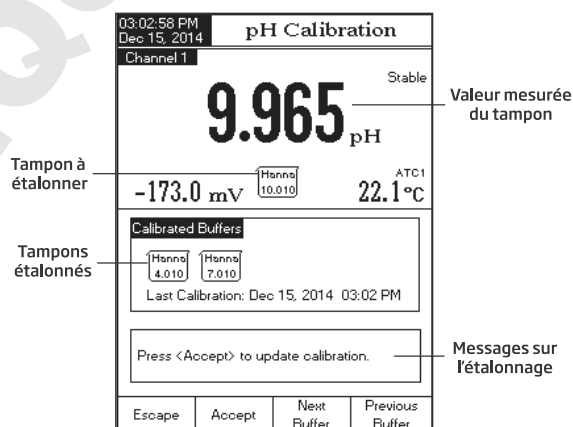 03:02:58 PM
Dec 15, 2014
pH Calibration
Channel 1
Stable
9.965 pH
Valeur mesurée
du tampon
Tampon à
étalonner
-173.0 mV
Hanna
10.010
ATC1
22.1°C
Calibrated Buffers
Tampons
étalonnés
Hanna
4.010
Hanna
7.010
Last Calibration: Dec 15, 2014 03:02 PM
Press <Accept> to update calibration.
Messages sur
l'étalonnage
Escape
Accept
Next
Buffer
Previous
Buffer